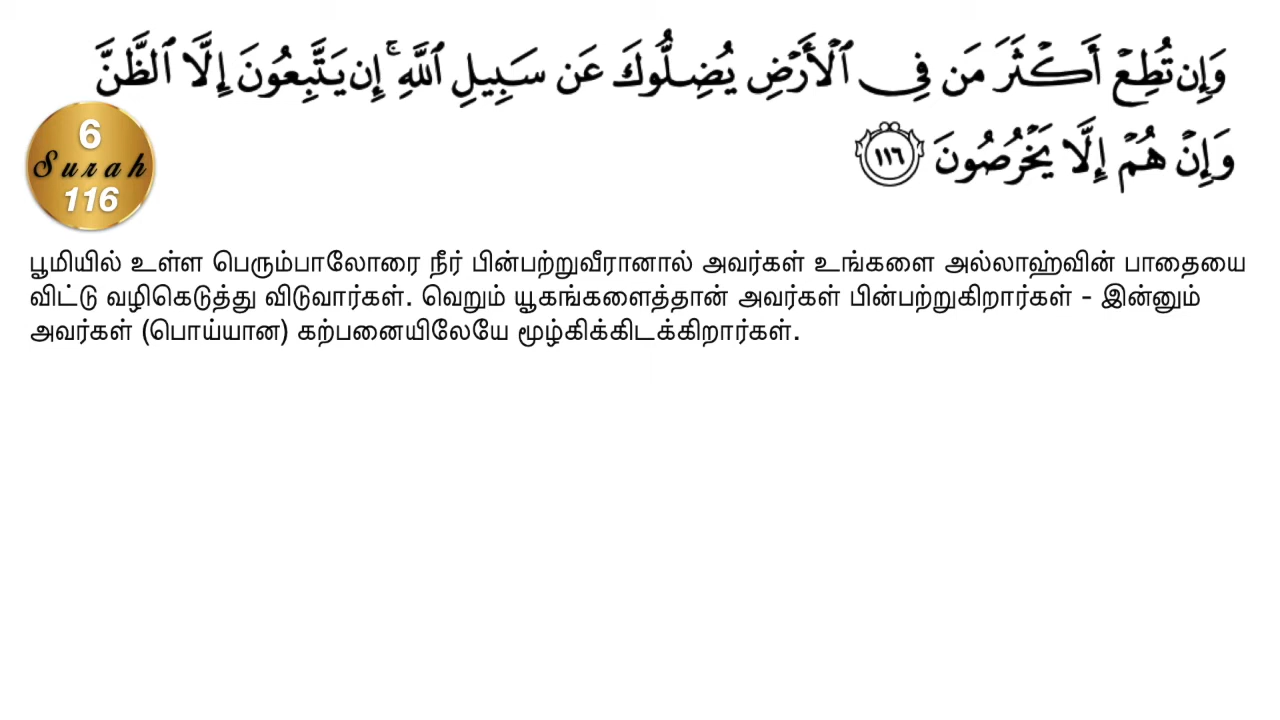 وَإِن تُطِعْ أَكْثَرَ مَن فِى ٱلْأَرْضِ يُضِلُّوكَ عَن سَبِيلِ ٱللَّهِ ۚ إِن يَتَّبِعُونَ إِلَّا ٱلظَّنَّ
وَإِنْ هُمْ إِلَّا يَخْرُصُونَ ١١٦
6
Surah
116
பூமியில் உள்ள பெரும்பாலோரை நீர் பின்பற்றுவீரானால் அவர்கள் உங்களை அல்லாஹ்வின் பாதையை
விட்டு வழிகெடுத்து விடுவார்கள். வெறும் யூகங்களைத்தான் அவர்கள் பின்பற்றுகிறார்கள் - இன்னும்
அவர்கள் (பொய்யான) கற்பனையிலேயே மூழ்கிக்கிடக்கிறார்கள்.